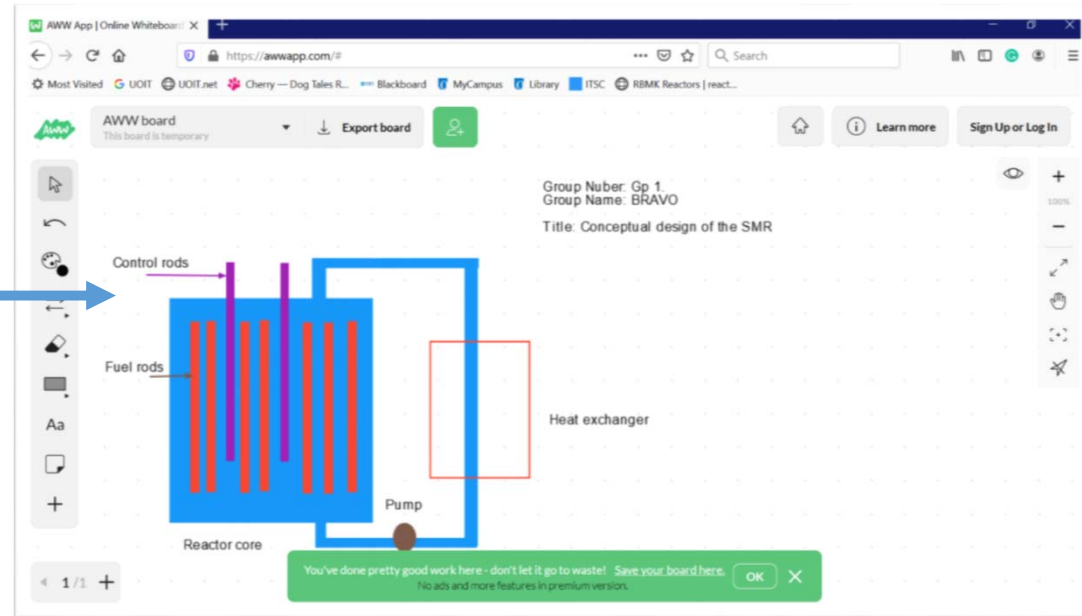 AWW App | Online Whiteboard
https://awwapp.com/#
Search
Most Visited UOIT UOIT.net Cherry — Dog Tales R... Blackboard MyCampus Library ITSC RBMK Reactors | react...
AWW
AWW board
This board is temporary
Export board
Learn more
Sign Up or Log In
100%
Group Nuber: Gp 1.
Group Name: BRAVO
Title: Conceptual design of the SMR
Control rods
Fuel rods
Aa
Heat exchanger
Pump
Reactor core
You've done pretty good work here - don't let it go to waste! Save your board here.
No ads and more features in premium version.
OK
1/1